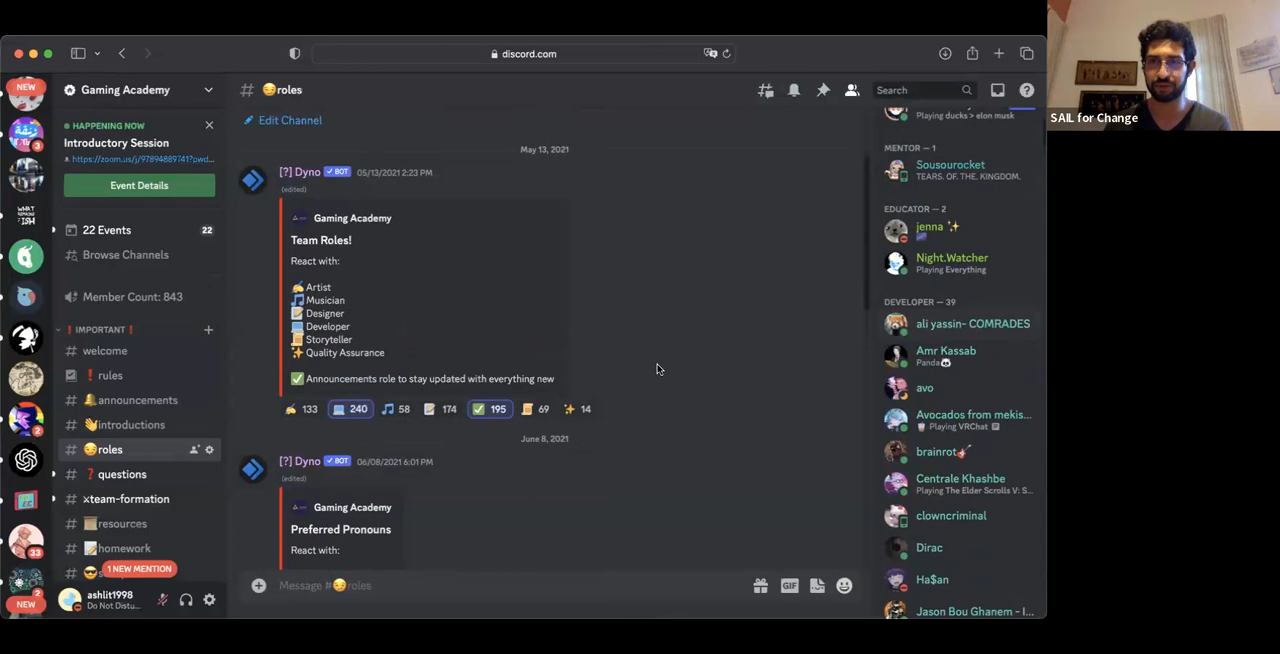 discord.com
NEW
Gaming Academy
HAPPENING NOW
Introductory Session
https://zoom.us/j/97894889741?pwd...
Event Details
22 Events
22
Browse Channels
Member Count: 843
IMPORTANT
welcome
rules
announcements
introductions
roles
questions
team-formation
resources
homework
1 NEW MENTION
ashlit1998
Do Not Distu...
3
WHAT
ISH
2
33
2
NEW
# roles
Search
Edit Channel
May 13, 2021
[?] Dyno BOT 05/13/2021 2:23 PM
(edited)
Gaming Academy
Team Roles!
React with:
Artist
Musician
Designer
Developer
Storyteller
Quality Assurance
Announcements role to stay updated with everything new
133 240 58 174 195 69 14
June 8, 2021
[?] Dyno BOT 06/08/2021 6:01 PM
(edited)
Gaming Academy
Preferred Pronouns
React with:
Message # roles
GIF
Playing ducks > elon musk
MENTOR — 1
Sousourocket
TEARS. OF. THE. KINGDOM.
EDUCATOR — 2
jenna
Night.Watcher
Playing Everything
DEVELOPER — 39
ali yassin- COMRADES
Amr Kassab
Panda
avo
Avocados from mekis...
Playing VRChat
brainrot
Centrale Khashbe
Playing The Elder Scrolls V: S...
clowncriminal
Dirac
Ha$an
Jason Bou Ghanem - I...
SAIL for Change